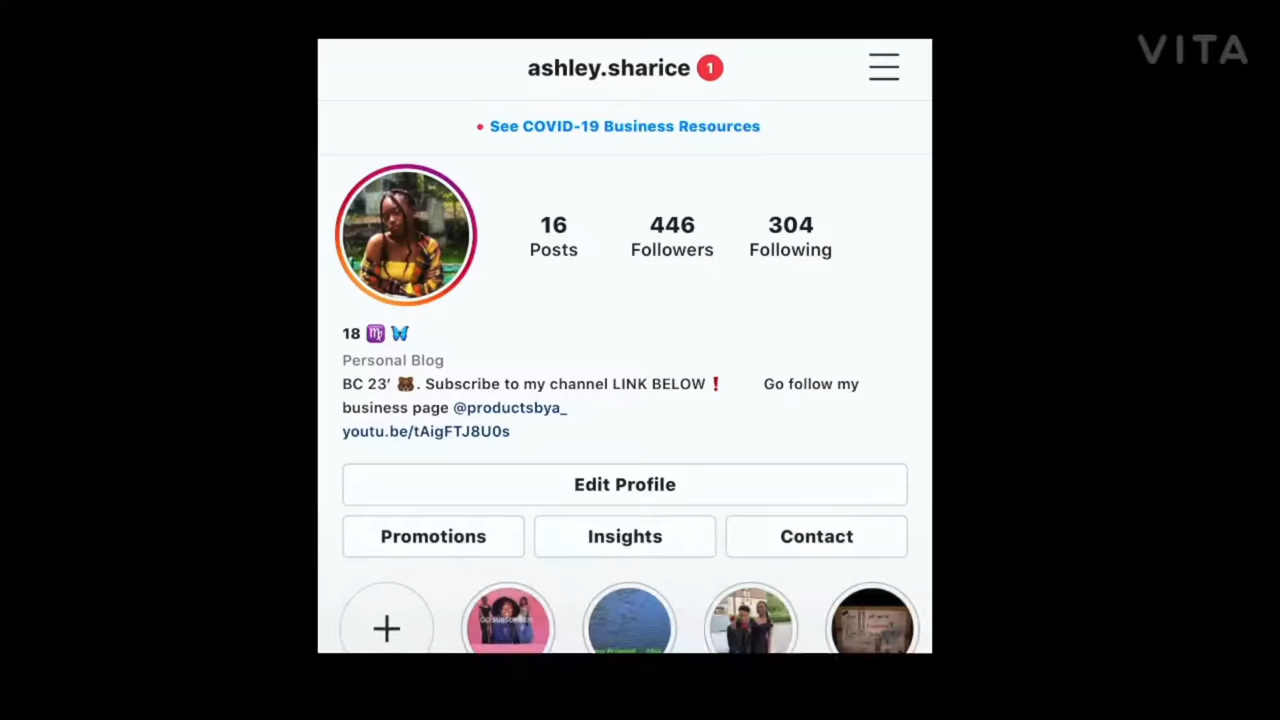 VITA
ashley.sharice 1
See COVID-19 Business Resources
16 446 304
Posts Followers Following
18 ♍ 🦋
Personal Blog
BC 23’ 🐻. Subscribe to my channel LINK BELOW❗ Go follow my
business page @productsbya_
youtu.be/tAigFTJ8U0s
Edit Profile
Promotions Insights Contact
GO SUBSCRIBE!!